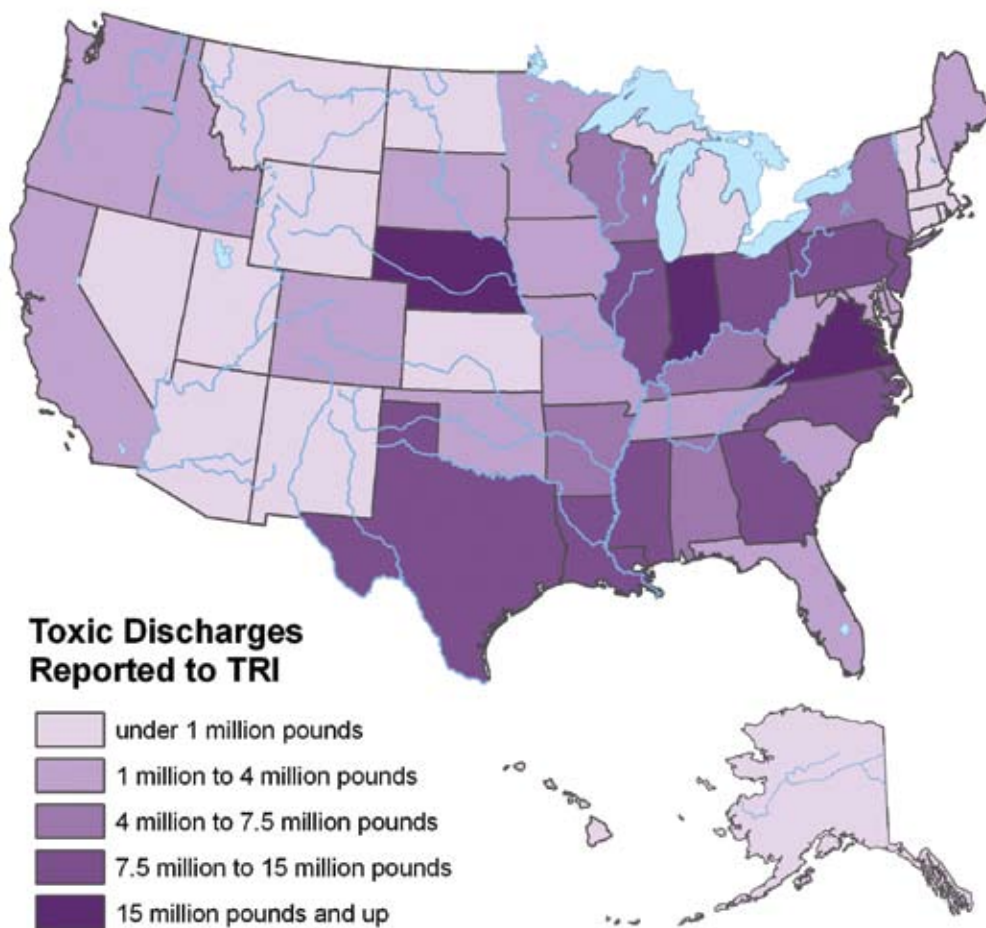 Toxic Discharges
Reported to TRI
under 1 million pounds
1 million to 4 million pounds
4 million to 7.5 million pounds
7.5 million to 15 million pounds
15 million pounds and up